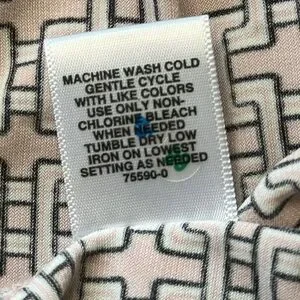 MACHINE WASH COLD
GENTLE CYCLE
WITH LIKE COLORS
USE ONLY NON-
CHLORINE BLEACH
WHEN NEEDED
TUMBLE DRY LOW
IRON ON LOWEST
SETTING AS NEEDED
75590-0